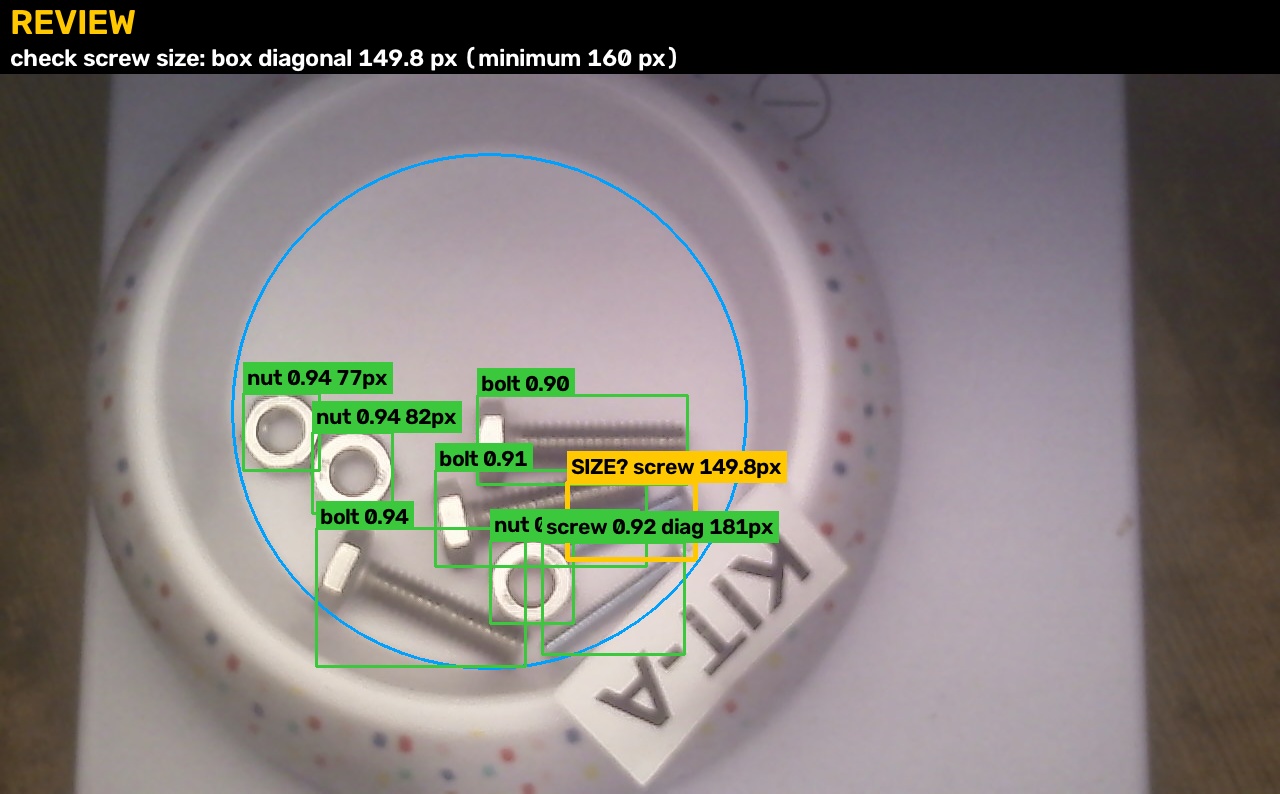 REVIEW
check screw size: box diagonal 149.8 px (minimum 160 px)
nut 0.94 77px
bolt 0.90
nut 0.94 82px
bolt 0.91
SIZE? screw 149.8px
bolt 0.94
nut
screw 0.92 diag 181px
KIT-A